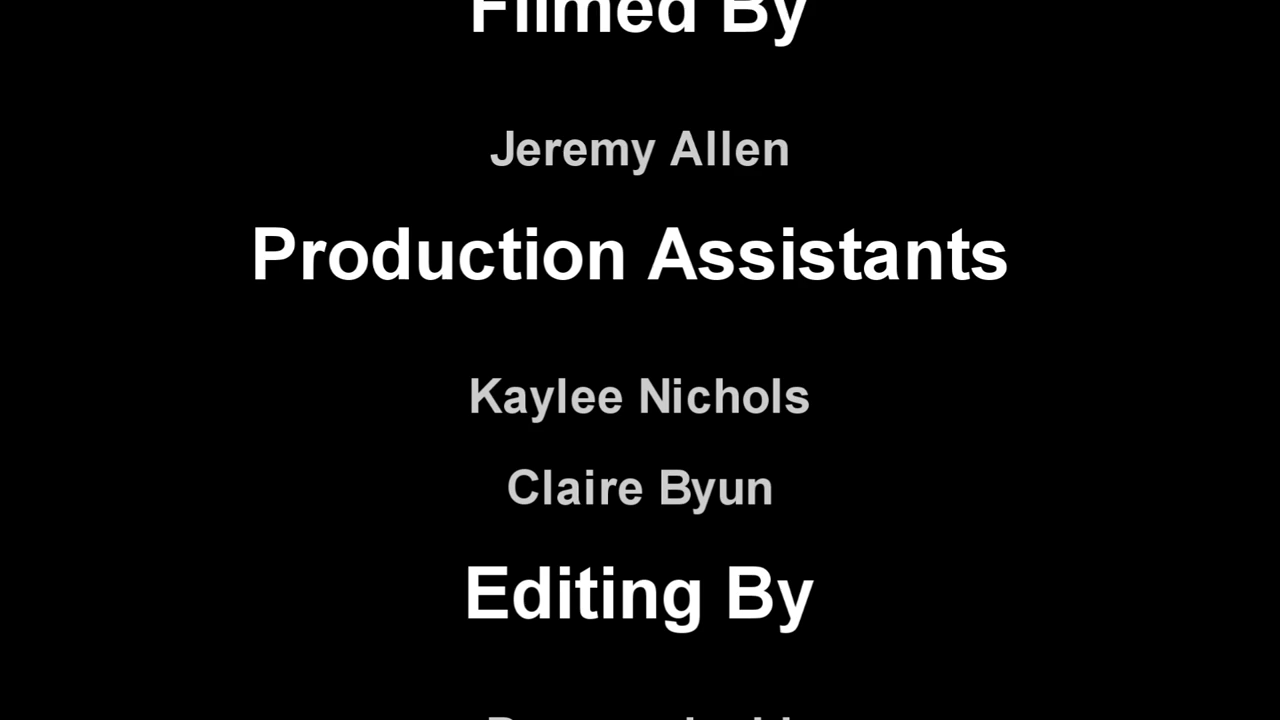 Filmed By
Jeremy Allen
Production Assistants
Kaylee Nichols
Claire Byun
Editing By